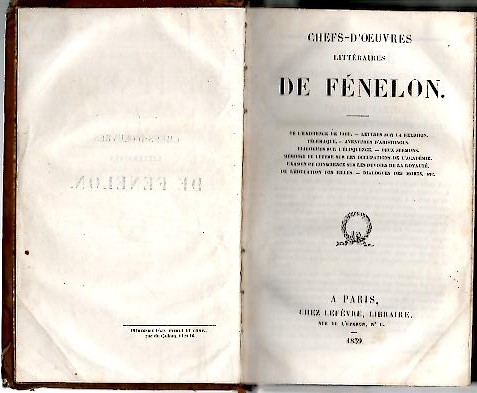 CHEFS-D'ŒUVRES
LITTÉRAIRES
DE FÉNELON.
DE L'EXISTENCE DE DIEU. — LETTRES SUR LA RELIGION.
TÉLÉMAQUE. — AVENTURES D'ARISTONOÜS.
DIALOGUES SUR L'ÉLOQUENCE. — DEUX SERMONS.
MÉMOIRE ET LETTRE SUR LES OCCUPATIONS DE L'ACADÉMIE.
EXAMEN DE CONSCIENCE SUR LES DEVOIRS DE LA ROYAUTÉ.
DE L'ÉDUCATION DES FILLES. — DIALOGUES DES MORTS, ETC.
A PARIS,
CHEZ LEFÈVRE, LIBRAIRE,
RUE DE L'ÉPERON, Nº 6.
1839